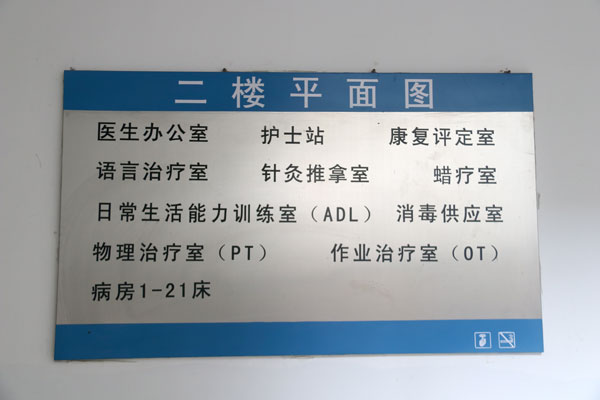 二楼平面图
医生办公室 护士站 康复评定室
语言治疗室 针灸推拿室 蜡疗室
日常生活能力训练室（ADL） 消毒供应室
物理治疗室（PT） 作业治疗室（OT）
病房1-21床